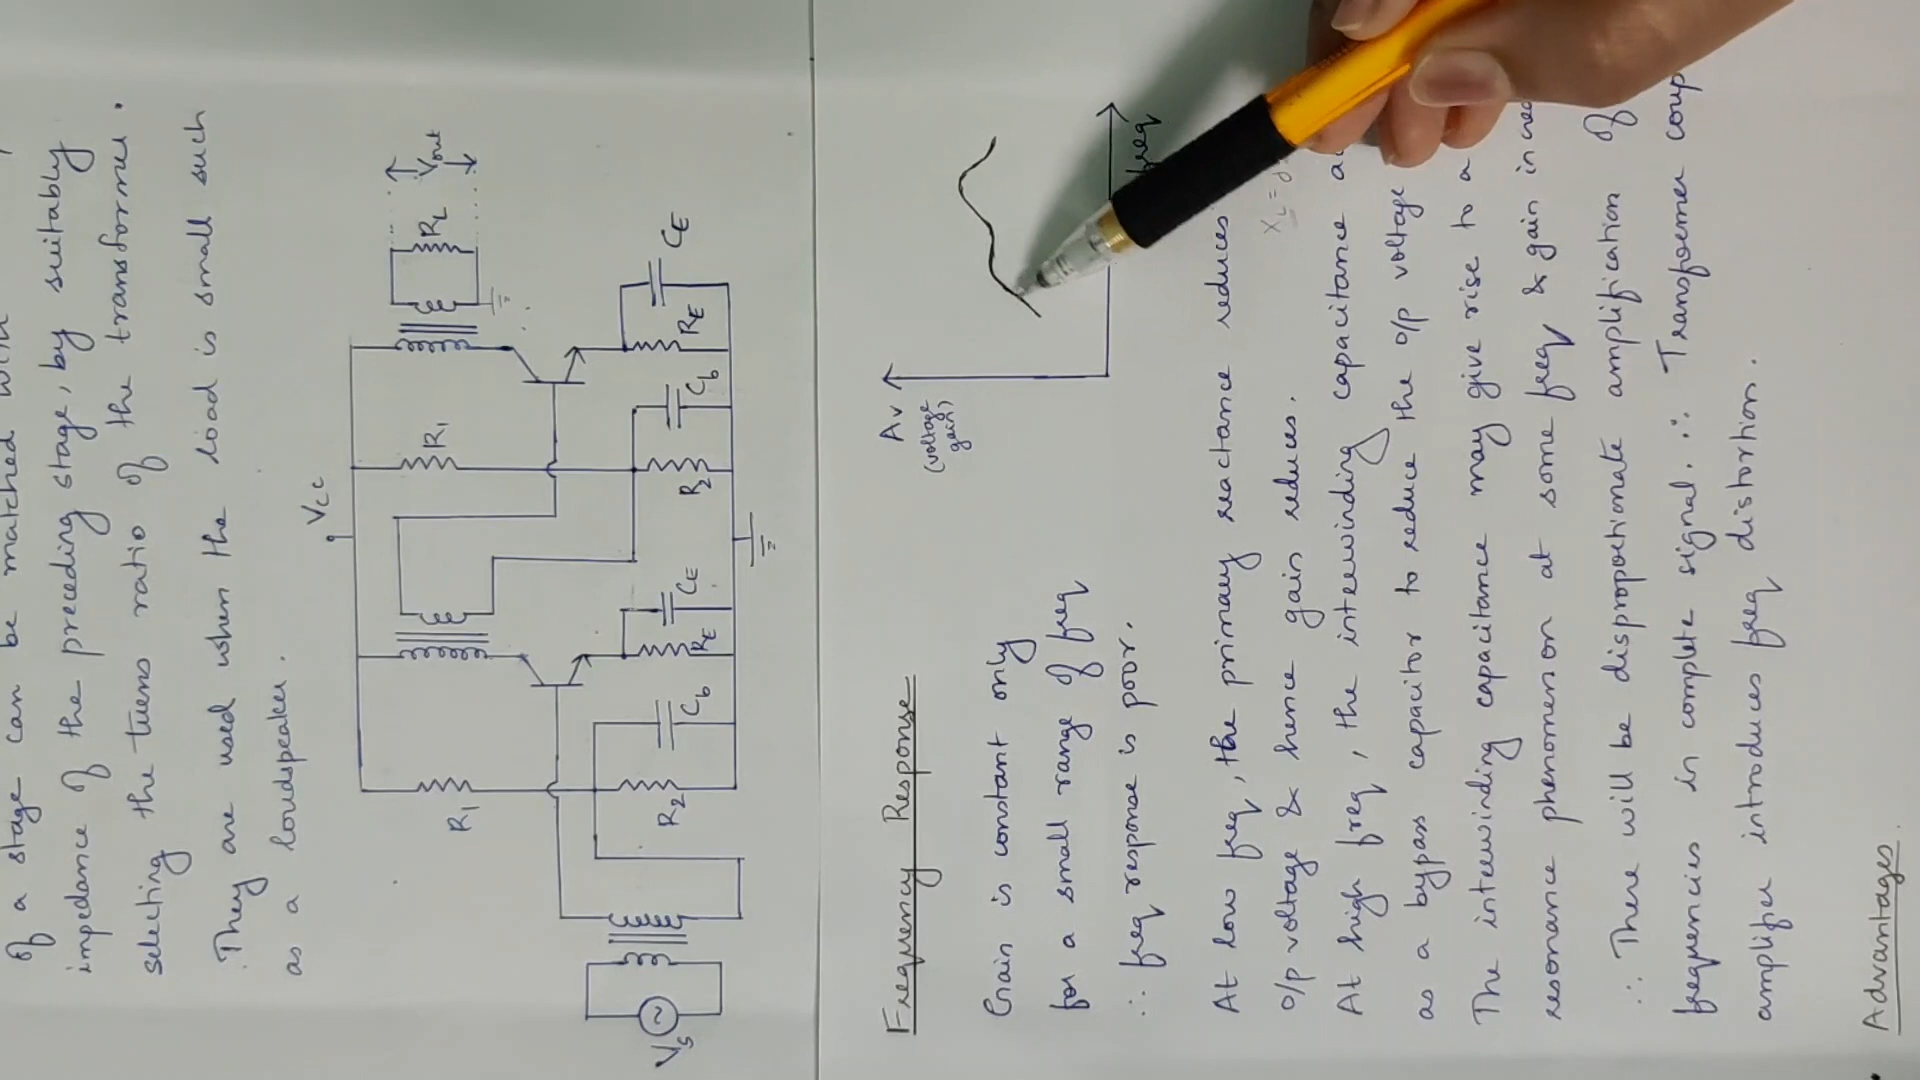 of a stage can be matched with
impedance of the preceding stage, by suitably
selecting the turns ratio of the transformer.
They are used when the load is small such
as a loudspeaker.
VCC
R1
R1
RL
Vout
R2
Cb
RE
CE
R2
Cb
RE
CE
Vs
Frequency Response
Gain is constant only
for a small range of freq
∴ freq response is poor.
Av
(voltage
gain)
freq
At low freq, the primary reactance reduces
XL =
o/p voltage & hence gain reduces.
At high freq, the interwinding capacitance
as a bypass capacitor to reduce the o/p voltage
The interwinding capacitance may give rise to a
resonance phenomenon at some freq & gain
∴ There will be disproportionate amplification of
frequencies in complete signal. ∴ Transformer
amplifier introduces freq distortion.
Advantages